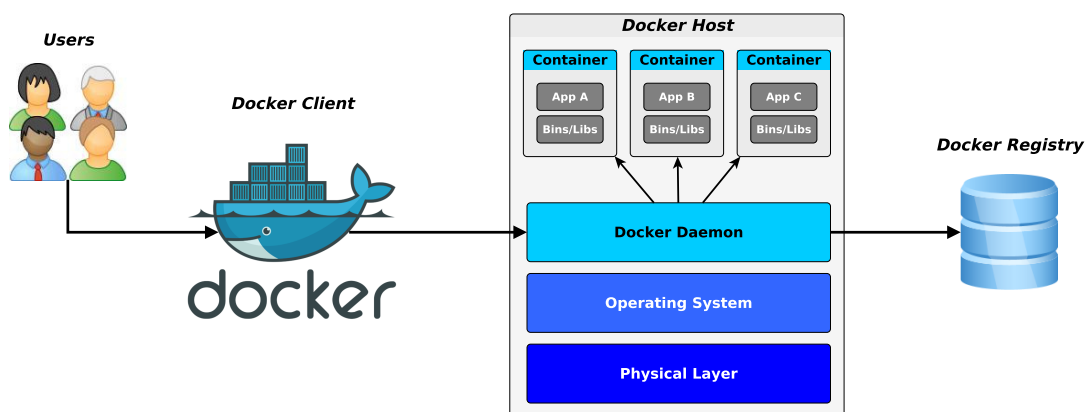 Users
Docker Client
docker
Docker Host
Container
App A
Bins/Libs
Container
App B
Bins/Libs
Container
App C
Bins/Libs
Docker Daemon
Operating System
Physical Layer
Docker Registry